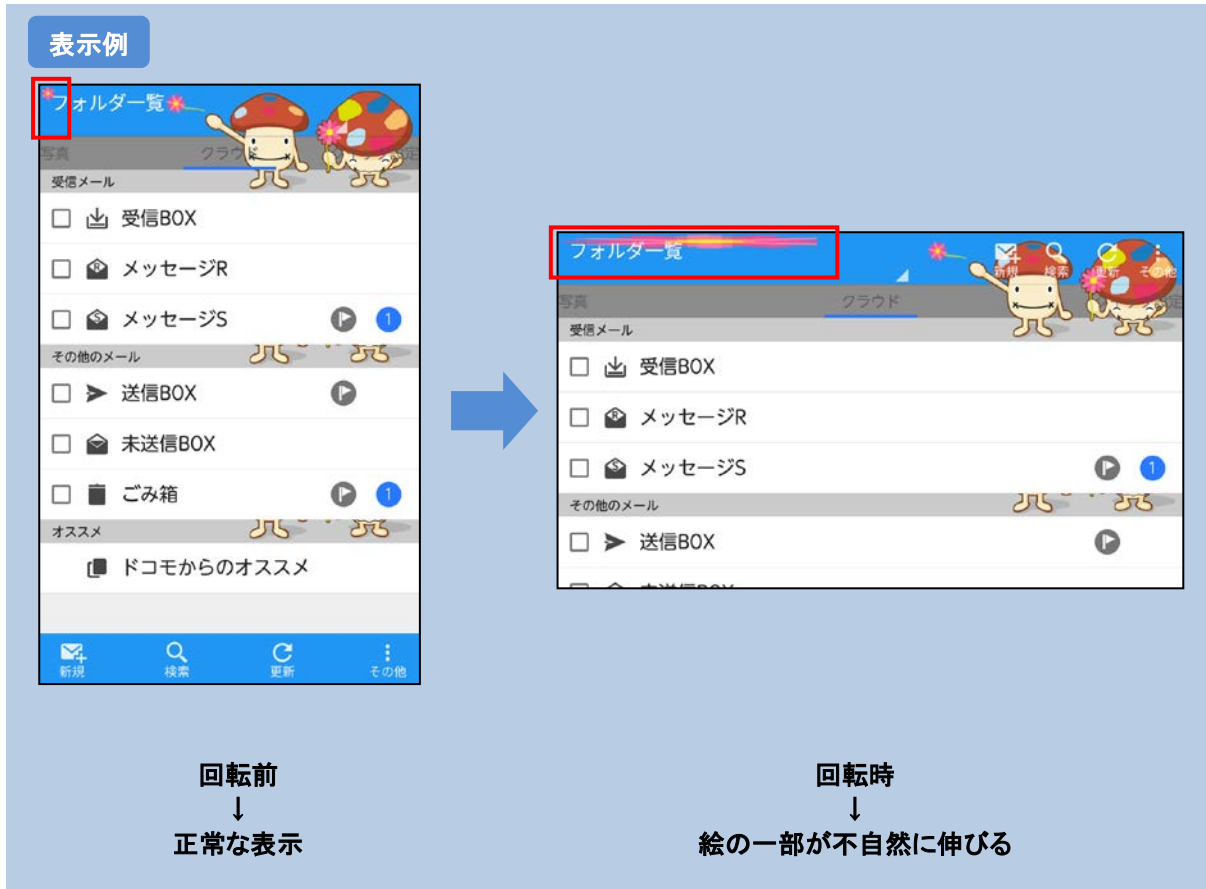 表示例
フォルダ一覧
写真 クラウド 定
受信メール
受信BOX
メッセージR
メッセージS 1
その他のメール
送信BOX
未送信BOX
ごみ箱 1
オススメ
ドコモからのオススメ
新規 検索 更新 その他
フォルダ一覧
新規 検索 更新 その他
写真 クラウド 定
受信メール
受信BOX
メッセージR
メッセージS 1
その他のメール
送信BOX
回転前
↓
正常な表示
回転時
↓
絵の一部が不自然に伸びる